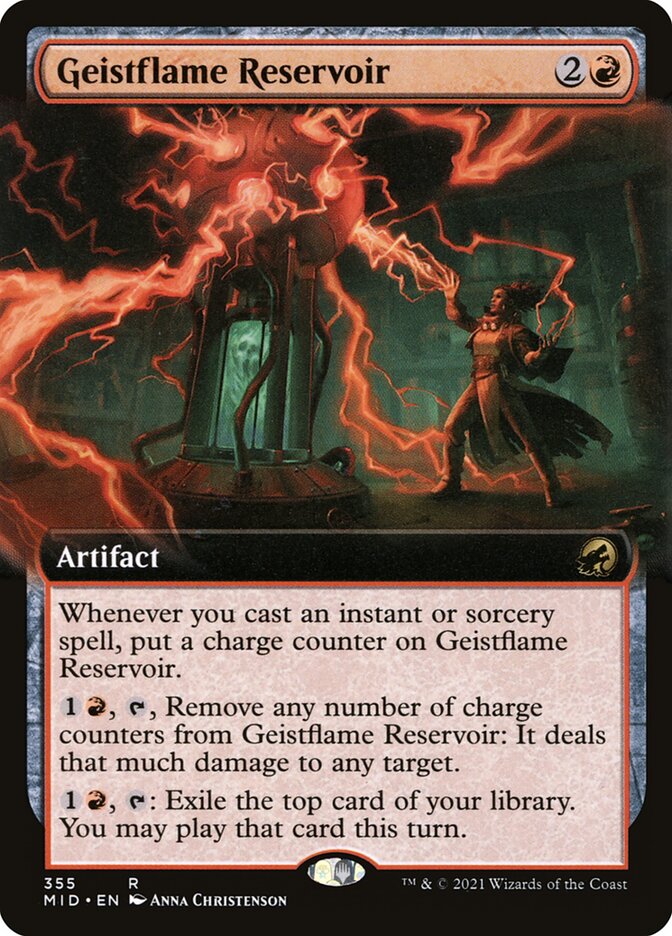 Geistflame Reservoir 2
Artifact
Whenever you cast an instant or sorcery
spell, put a charge counter on Geistflame
Reservoir.
1 , , Remove any number of charge
counters from Geistflame Reservoir: It deals
that much damage to any target.
1 , : Exile the top card of your library.
You may play that card this turn.
355 R
MID • EN Anna Christenson
™ & © 2021 Wizards of the Coast